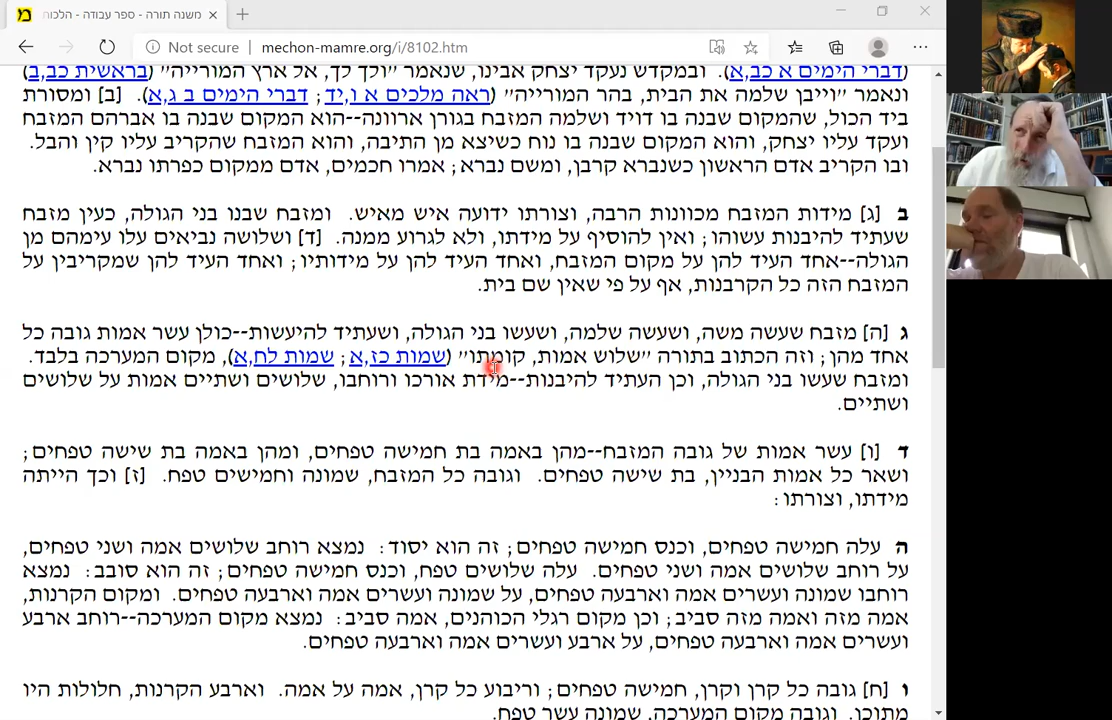 משנה תורה - ספר עבודה - הלכות
Not secure | mechon-mamre.org/i/8102.htm
(דברי הימים א כב,א). ובמקדש נעקד יצחק אבינו, שנאמר "ולך לך, אל ארץ המורייה" (בראשית כב,ב)
ונאמר "וייבן שלמה את הבית, בהר המורייה" (ראה מלכים א ו,יד; דברי הימים ב ג,א). [ב] ומסורת
ביד הכול, שהמקום שבנה בו דויד ושלמה המזבח בגורן ארוונה--הוא המקום שבנה בו אברהם המזבח
ועקד עליו יצחק, והוא המקום שבנה בו נוח כשיצא מן התיבה, והוא המזבח שהקריב עליו קין והבל.
ובו הקריב אדם הראשון כשנברא קרבן, ומשם נברא; אמרו חכמים, אדם ממקום כפרתו נברא.
ב [ג] מידות המזבח מכוונות הרבה, וצורתו ידועה איש מאיש. ומזבח שבנו בני הגולה, כעין מזבח
שעתיד להיבנות עשוהו; ואין להוסיף על מידתו, ולא לגרוע ממנה. [ד] ושלושה נביאים עלו עימהם מן
הגולה--אחד העיד להן על מקום המזבח, ואחד העיד להן על מידותיו; ואחד העיד להן שמקריבין על
המזבח הזה כל הקרבנות, אף על פי שאין שם בית.
ג [ה] מזבח שעשה משה, ושעשה שלמה, ושעשו בני הגולה, ושעתיד להיעשות--כולן עשר אמות גובה כל
אחד מהן; וזה הכתוב בתורה "שלוש אמות, קומתו" (שמות כז,א; שמות לח,א), מקום המערכה בלבד.
ומזבח שעשו בני הגולה, וכן העתיד להיבנות--מידת אורכו ורוחבו, שלושים ושתיים אמות על שלושים
ושתיים.
ד [ו] עשר אמות של גובה המזבח--מהן באמה בת חמישה טפחים, ומהן באמה בת שישה טפחים;
ושאר כל אמות הבניין, בת שישה טפחים. וגובה כל המזבח, שמונה וחמישים טפח. [ז] וכך הייתה
מידתו, וצורתו:
ה עלה חמישה טפחים, וכנס חמישה טפחים; זה הוא יסוד: נמצא רוחב שלושים אמה ושני טפחים,
על רוחב שלושים אמה ושני טפחים. עלה שלושים טפח, וכנס חמישה טפחים; זה הוא סובב: נמצא
רוחבו שמונה ועשרים אמה וארבעה טפחים, על שמונה ועשרים אמה וארבעה טפחים. ומקום הקרנות,
אמה מזה ואמה מזה סביב; וכן מקום רגלי הכוהנים, אמה סביב: נמצא מקום המערכה--רוחב ארבע
ועשרים אמה וארבעה טפחים, על ארבע ועשרים אמה וארבעה טפחים.
ו [ח] גובה כל קרן וקרן, חמישה טפחים; וריבוע כל קרן, אמה על אמה. וארבע הקרנות, חלולות היו
מתוכן. וגובה מקום המערכה, שמונה עשר טפח.